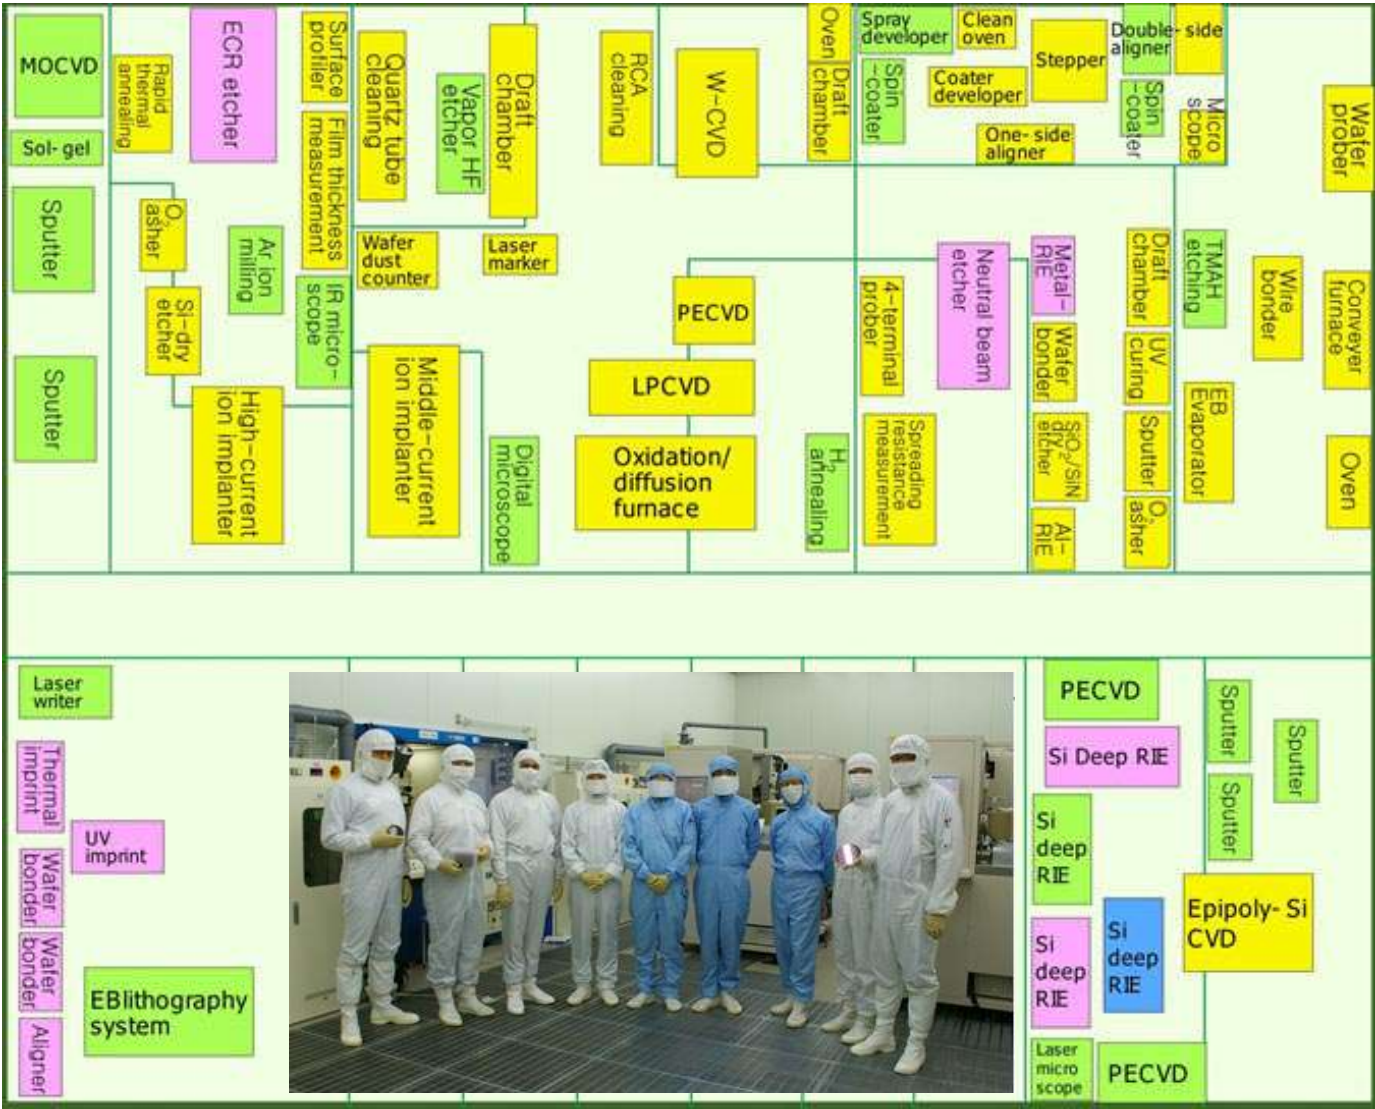 MOCVD
Sol-gel
Sputter
Sputter
Rapid
thermal
annealing
ECR etcher
O₂
asher
Si-dry
etcher
Ar ion
milling
High-current
ion implanter
Surface
profiler
Film thickness
measurement
IR micro-
scope
Quartz tube
cleaning
Vapor HF
etcher
Draft
chamber
Wafer
dust
counter
Laser
marker
Middle-current
ion implanter
Digital
microscope
RCA
cleaning
W-CVD
PECVD
LPCVD
Oxidation/
diffusion
furnace
Oven
Draft
chamber
H₂
annealing
Spray
developer
Spin
-coater
Clean
oven
Coater
developer
Stepper
One-side
aligner
Double-side
aligner
Spin
-coater
Micro
scope
4-terminal
prober
Spreading
resistance
measurement
Neutral beam
etcher
Metal-
RIE
Wafer
bonder
SiO₂/SiN
dry
etcher
Al-
RIE
Draft
chamber
UV
curing
Sputter
O₂
asher
TMAH
etching
EB
Evaporator
Wire
bonder
Wafer
prober
Conveyer
furnace
Oven
Laser
writer
Thermal
imprint
UV
imprint
Wafer
bonder
Wafer
bonder
Aligner
EBlithography
system
PECVD
Si Deep RIE
Si
deep
RIE
Si
deep
RIE
Si
deep
RIE
Laser
micro
scope
PECVD
Sputter
Sputter
Sputter
Epipoly-Si
CVD